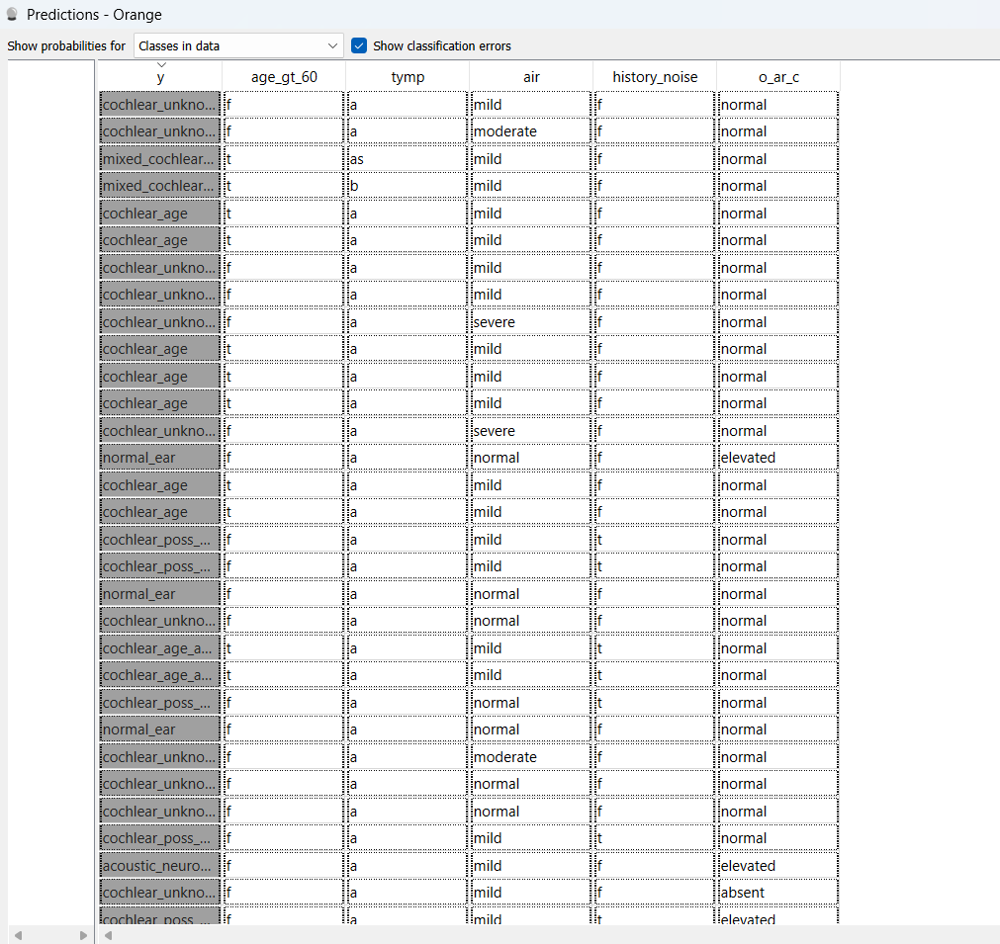 Predictions - Orange
Show probabilities for Classes in data Show classification errors
y age_gt_60 tymp air history_noise o_ar_c
cochlear_unkno... f a mild f normal
cochlear_unkno... f a moderate f normal
mixed_cochlear... t as mild f normal
mixed_cochlear... t b mild f normal
cochlear_age t a mild f normal
cochlear_age t a mild f normal
cochlear_unkno... f a mild f normal
cochlear_unkno... f a mild f normal
cochlear_unkno... f a severe f normal
cochlear_age t a mild f normal
cochlear_age t a mild f normal
cochlear_age t a mild f normal
cochlear_unkno... f a severe f normal
normal_ear f a normal f elevated
cochlear_age t a mild f normal
cochlear_age t a mild f normal
cochlear_poss_... f a mild t normal
cochlear_poss_... f a mild t normal
normal_ear f a normal f normal
cochlear_unkno... f a normal f normal
cochlear_age_a... t a mild t normal
cochlear_age_a... t a mild t normal
cochlear_poss_... f a normal t normal
normal_ear f a normal f normal
cochlear_unkno... f a moderate f normal
cochlear_unkno... f a normal f normal
cochlear_unkno... f a normal f normal
cochlear_poss_... f a mild t normal
acoustic_neuro... f a mild f elevated
cochlear_unkno... f a mild f absent
cochlear_poss_... f a mild t elevated